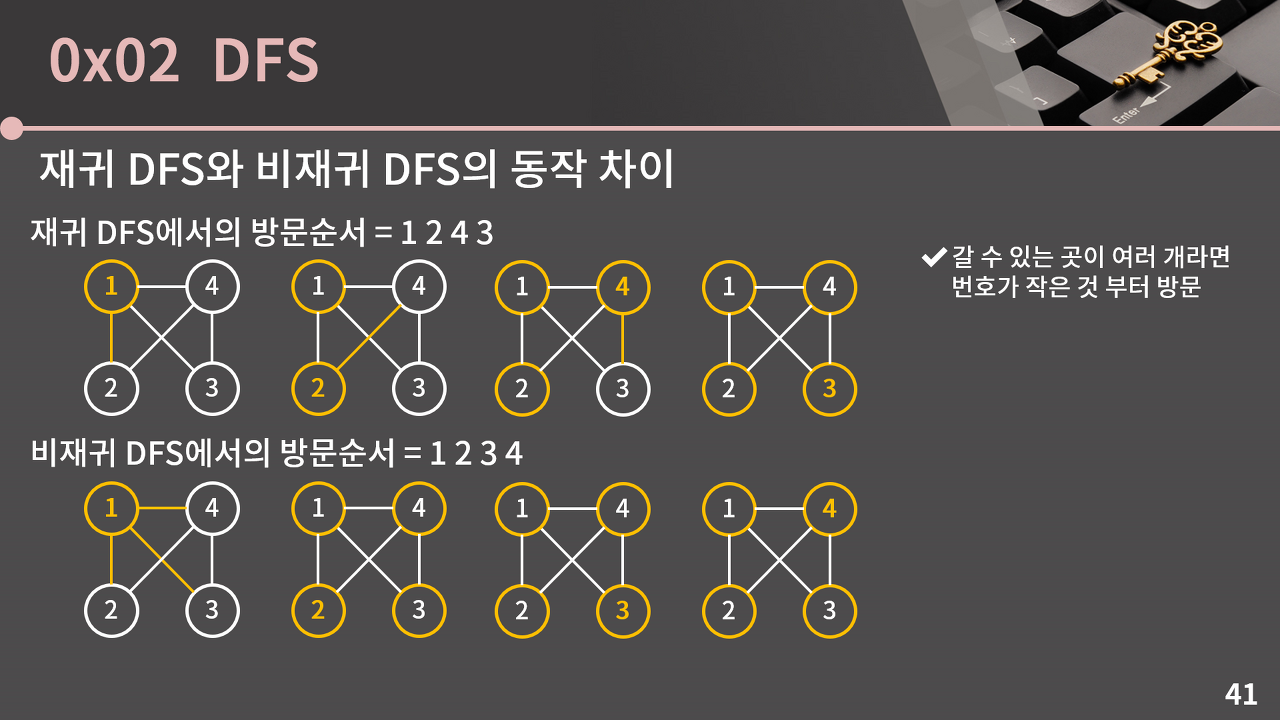 0x02 DFS
재귀 DFS와 비재귀 DFS의 동작 차이
재귀 DFS에서의 방문순서 = 1 2 4 3
갈 수 있는 곳이 여러 개라면
번호가 작은 것 부터 방문
1 4 1 4 1 4 1 4
2 3 2 3 2 3 2 3
비재귀 DFS에서의 방문순서 = 1 2 3 4
1 4 1 4 1 4 1 4
2 3 2 3 2 3 2 3
Enter
41